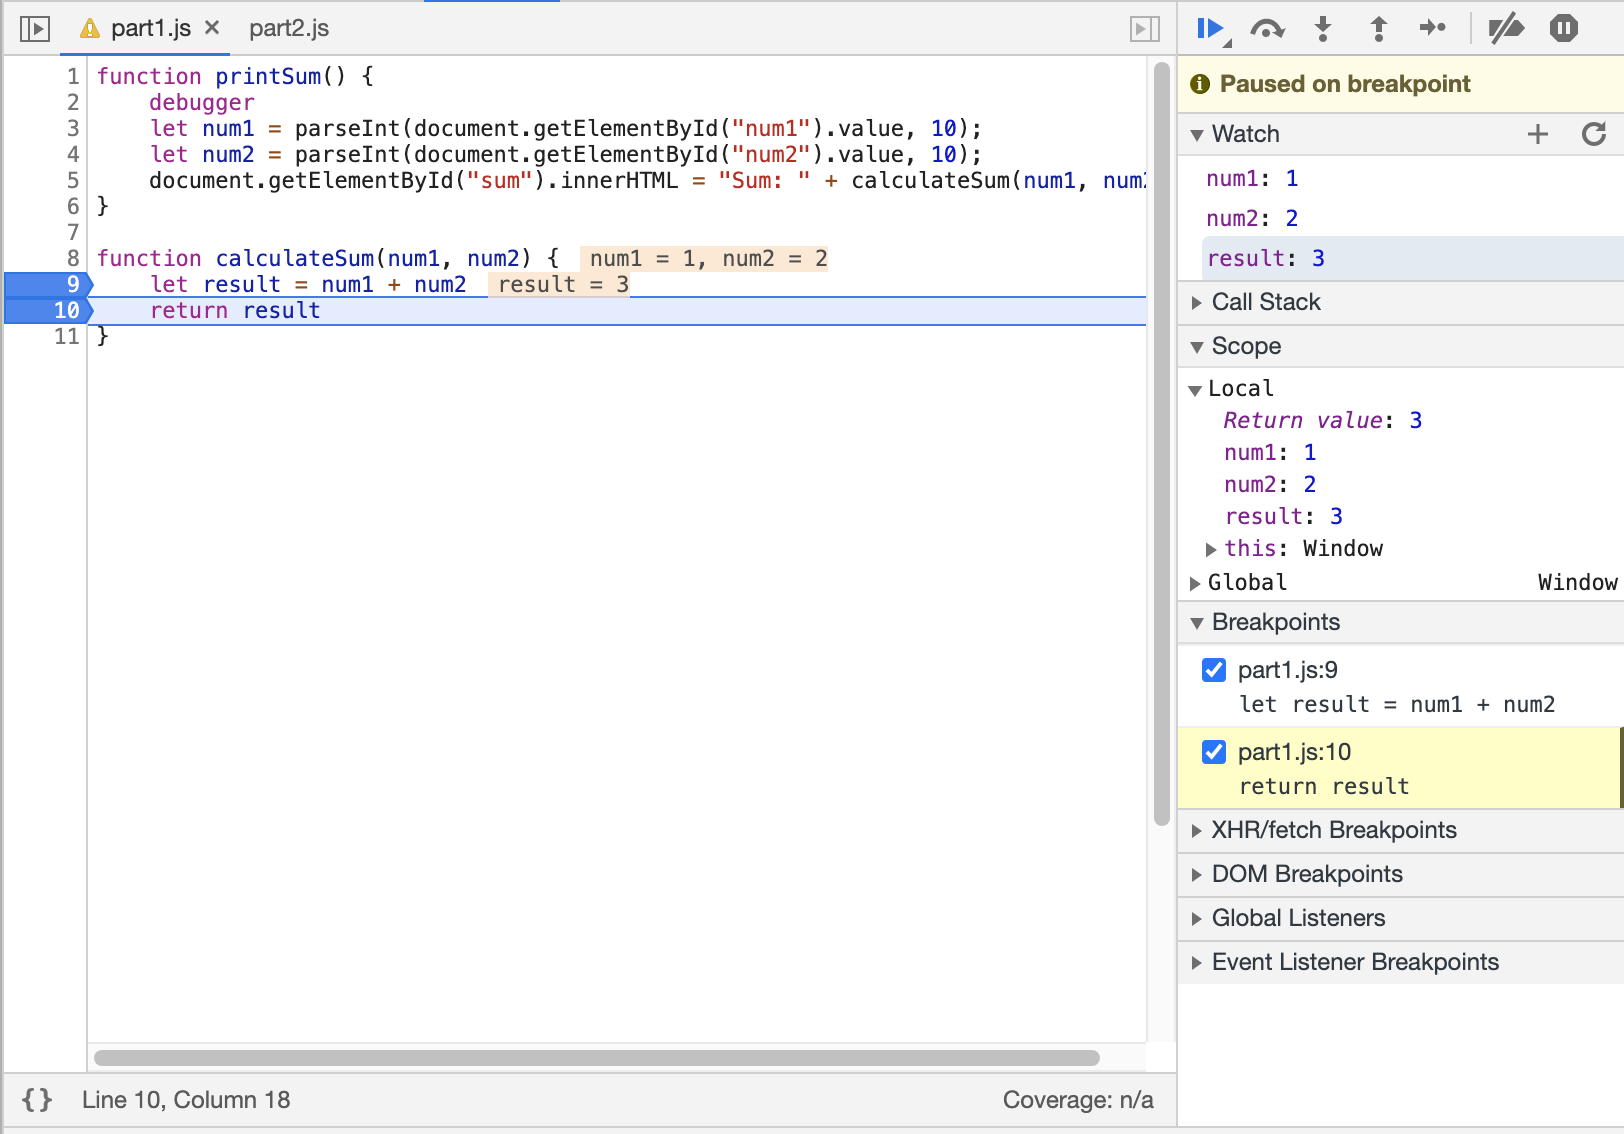 part1.js × part2.js
1 function printSum() {
2 debugger
3 let num1 = parseInt(document.getElementById("num1").value, 10);
4 let num2 = parseInt(document.getElementById("num2").value, 10);
5 document.getElementById("sum").innerHTML = "Sum: " + calculateSum(num1, num
6 }
7
8 function calculateSum(num1, num2) { num1 = 1, num2 = 2
9 let result = num1 + num2 result = 3
10 return result
11 }
{} Line 10, Column 18 Coverage: n/a
Paused on breakpoint
Watch
num1: 1
num2: 2
result: 3
Call Stack
Scope
Local
Return value: 3
num1: 1
num2: 2
result: 3
this: Window
Global Window
Breakpoints
part1.js:9
let result = num1 + num2
part1.js:10
return result
XHR/fetch Breakpoints
DOM Breakpoints
Global Listeners
Event Listener Breakpoints